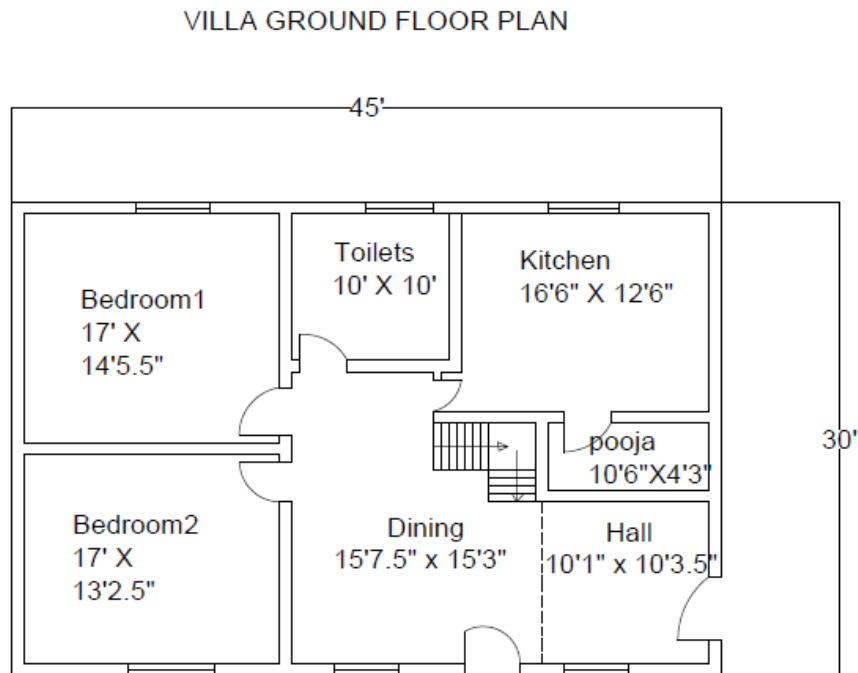 VILLA GROUND FLOOR PLAN
45'
Toilets
10' X 10'
Kitchen
16'6" X 12'6"
Bedroom1
17' X
14'5.5"
30'
pooja
10'6"X4'3"
Bedroom2
17' X
13'2.5"
Dining
15'7.5" x 15'3"
Hall
10'1" x 10'3.5"